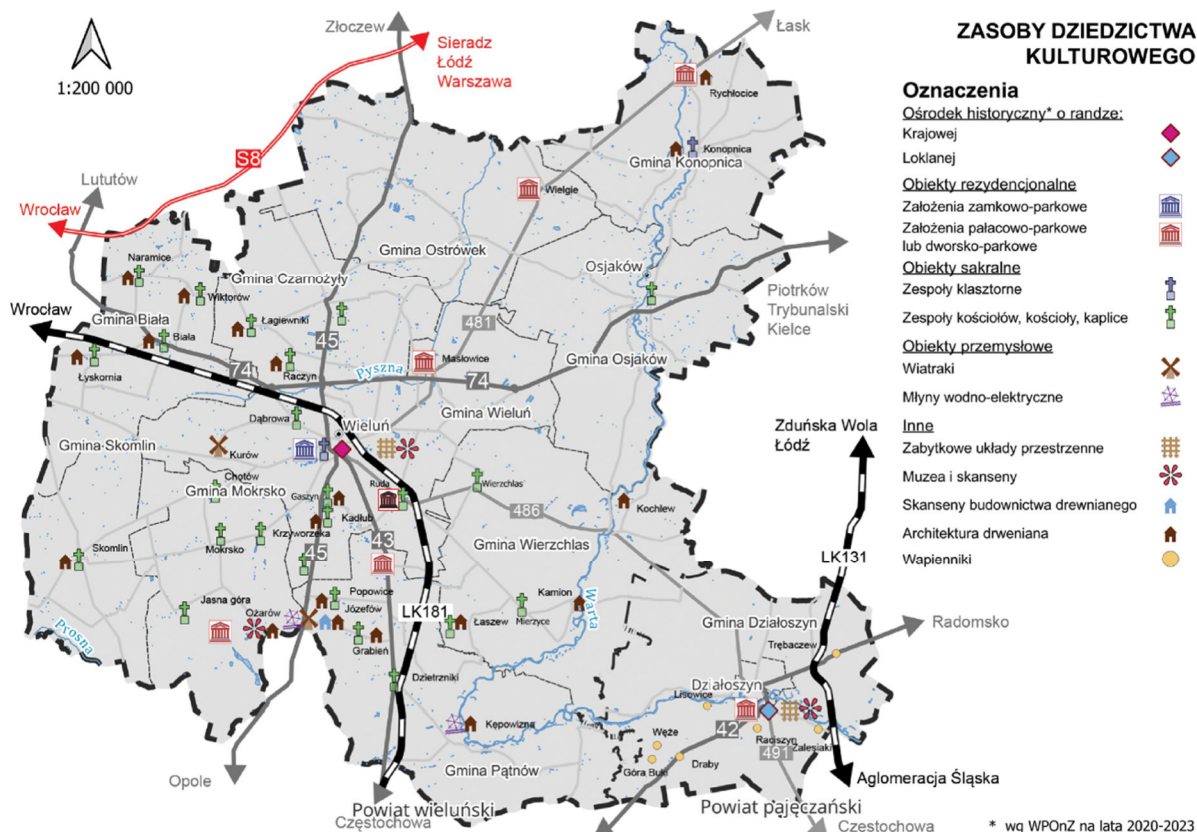 ZASOBY DZIEDZICTWA
KULTUROWEGO
Oznaczenia
Ośrodek historyczny* o randze:
Krajowej
Loklanej
Obiekty rezydencjonalne
Założenia zamkowo-parkowe
Założenia pałacowo-parkowe
lub dworsko-parkowe
Obiekty sakralne
Zespoły klasztorne
Zespoły kościołów, kościoły, kaplice
Obiekty przemysłowe
Wiatraki
Młyny wodno-elektryczne
Inne
Zabytkowe układy przestrzenne
Muzea i skanseny
Skanseny budownictwa drewnianego
Architektura drweniana
Wapienniki
1:200 000
Złoczew
Sieradz
Łódź
Warszawa
Łask
Rychłocice
S8
Konopnica
Gmina Konopnica
Lututów
Wielgie
Wrocław
Naramice
Gmina Ostrówek
Osjaków
Gmina Czarnożyły
Wiktorów
Piotrków
Trybunalski
Kielce
Wrocław
Gmina Biała
Łagiewniki
481
45
Biała
Masłowice
Gmina Osjaków
Łyskornia
74
Raczyn
Pyszna
74
Dąbrowa
Gmina Wieluń
Wieluń
Gmina Skomlin
Kurów
Zduńska Wola
Łódź
Chotów
Gmina Mokrsko
Gaszyn
Ruda
Wierzchlas
Kochlew
Kadłub
486
Krzyworzeka
43
Mokrsko
45
Gmina Wierzchlas
Skomlin
LK131
Popowice
Kamion
Jasna góra
Józefów
LK181
Warta
Ożarów
Łaszew
Mierzyce
Gmina Działoszyn
Radomsko
Prosna
Grabień
Trębaczew
Dzietrzniki
Działoszyn
Lisowice
Kępowizna
42
Raciszyn
Węże
491
Zalesiaki
Draby
Góra Buki
Opole
Gmina Pątnów
Aglomeracja Śląska
Powiat wieluński
Powiat pajęczański
Częstochowa
Częstochowa
* wg WPOnZ na lata 2020-2023